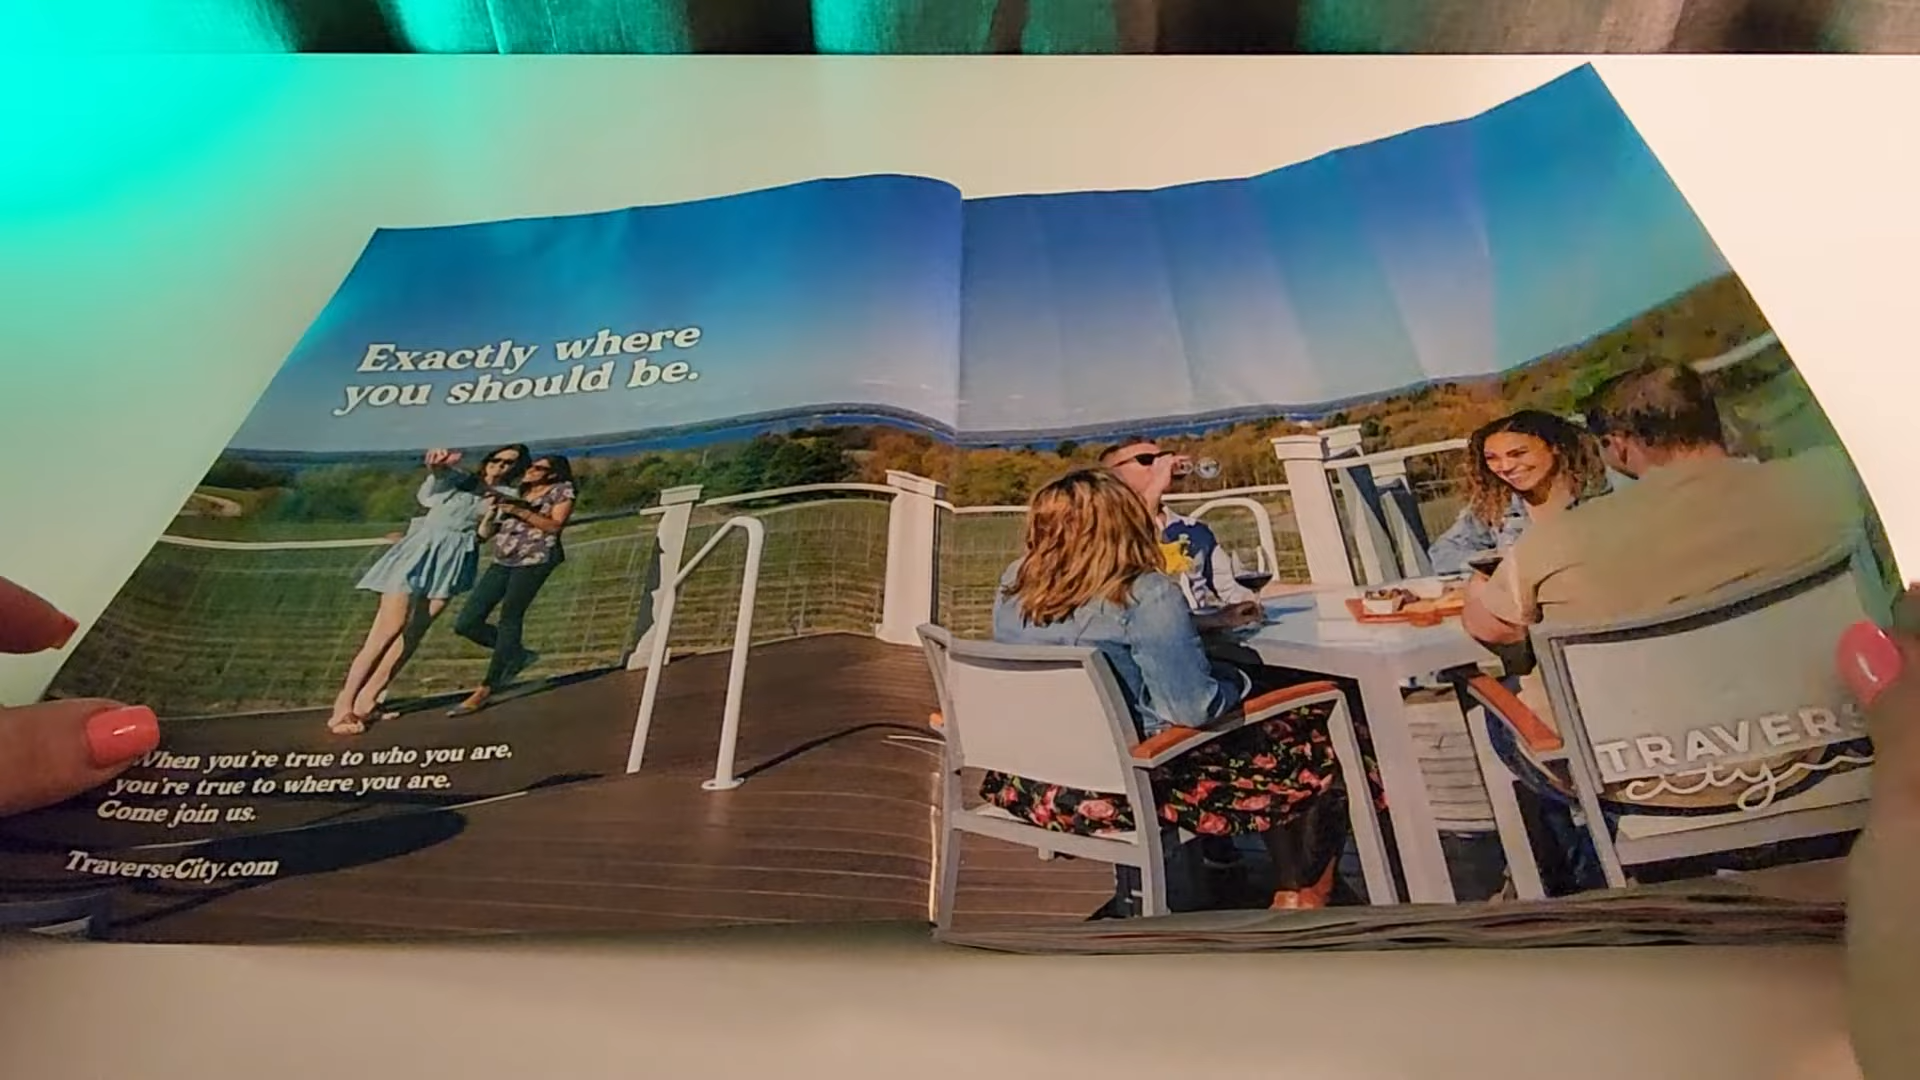 Exactly where
you should be.
When you're true to who you are,
you're true to where you are.
Come join us.
TraverseCity.com
TRAVERS
city